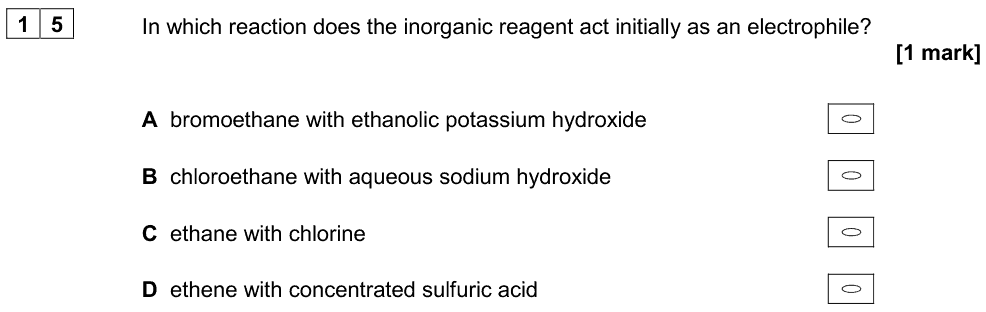 1 5 In which reaction does the inorganic reagent act initially as an electrophile?
[1 mark]
A bromoethane with ethanolic potassium hydroxide
B chloroethane with aqueous sodium hydroxide
C ethane with chlorine
D ethene with concentrated sulfuric acid